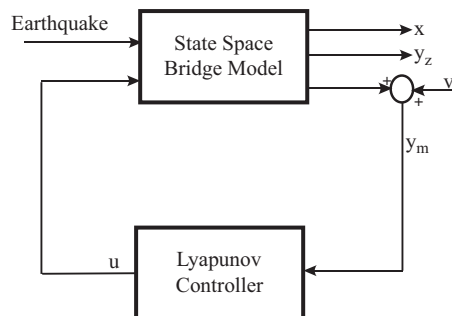 Earthquake
State Space
Bridge Model
x
y_z
+
v
+
y_m
u
Lyapunov
Controller